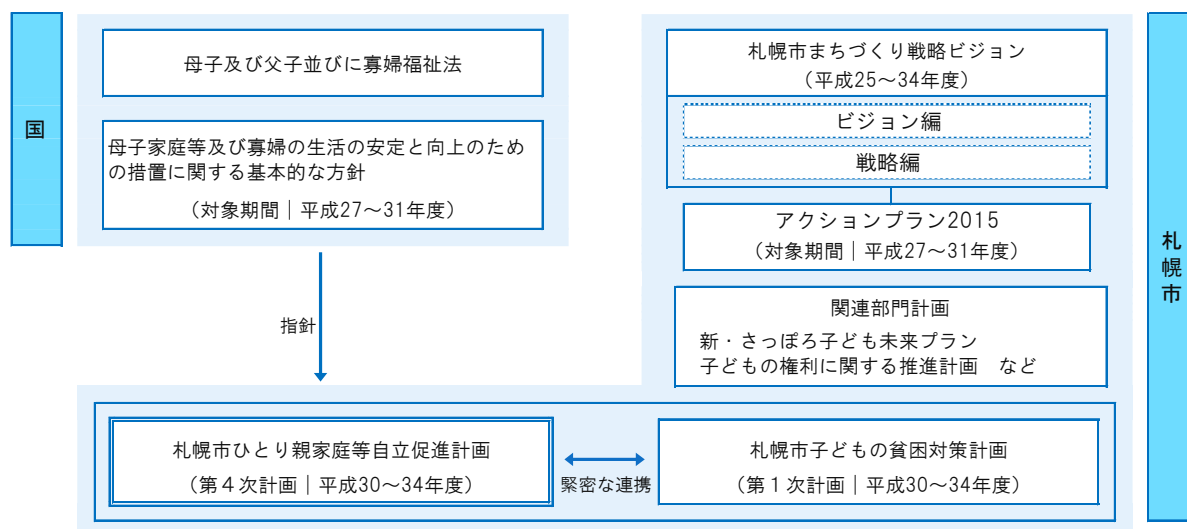 国
母子及び父子並びに寡婦福祉法
母子家庭等及び寡婦の生活の安定と向上のため
の措置に関する基本的な方針
（対象期間｜平成27～31年度）
指針
札幌市まちづくり戦略ビジョン
（平成25～34年度）
ビジョン編
戦略編
アクションプラン2015
（対象期間｜平成27～31年度）
関連部門計画
新・さっぽろ子ども未来プラン
子どもの権利に関する推進計画　など
札幌市
札幌市ひとり親家庭等自立促進計画
（第４次計画｜平成30～34年度）
緊密な連携
札幌市子どもの貧困対策計画
（第１次計画｜平成30～34年度）